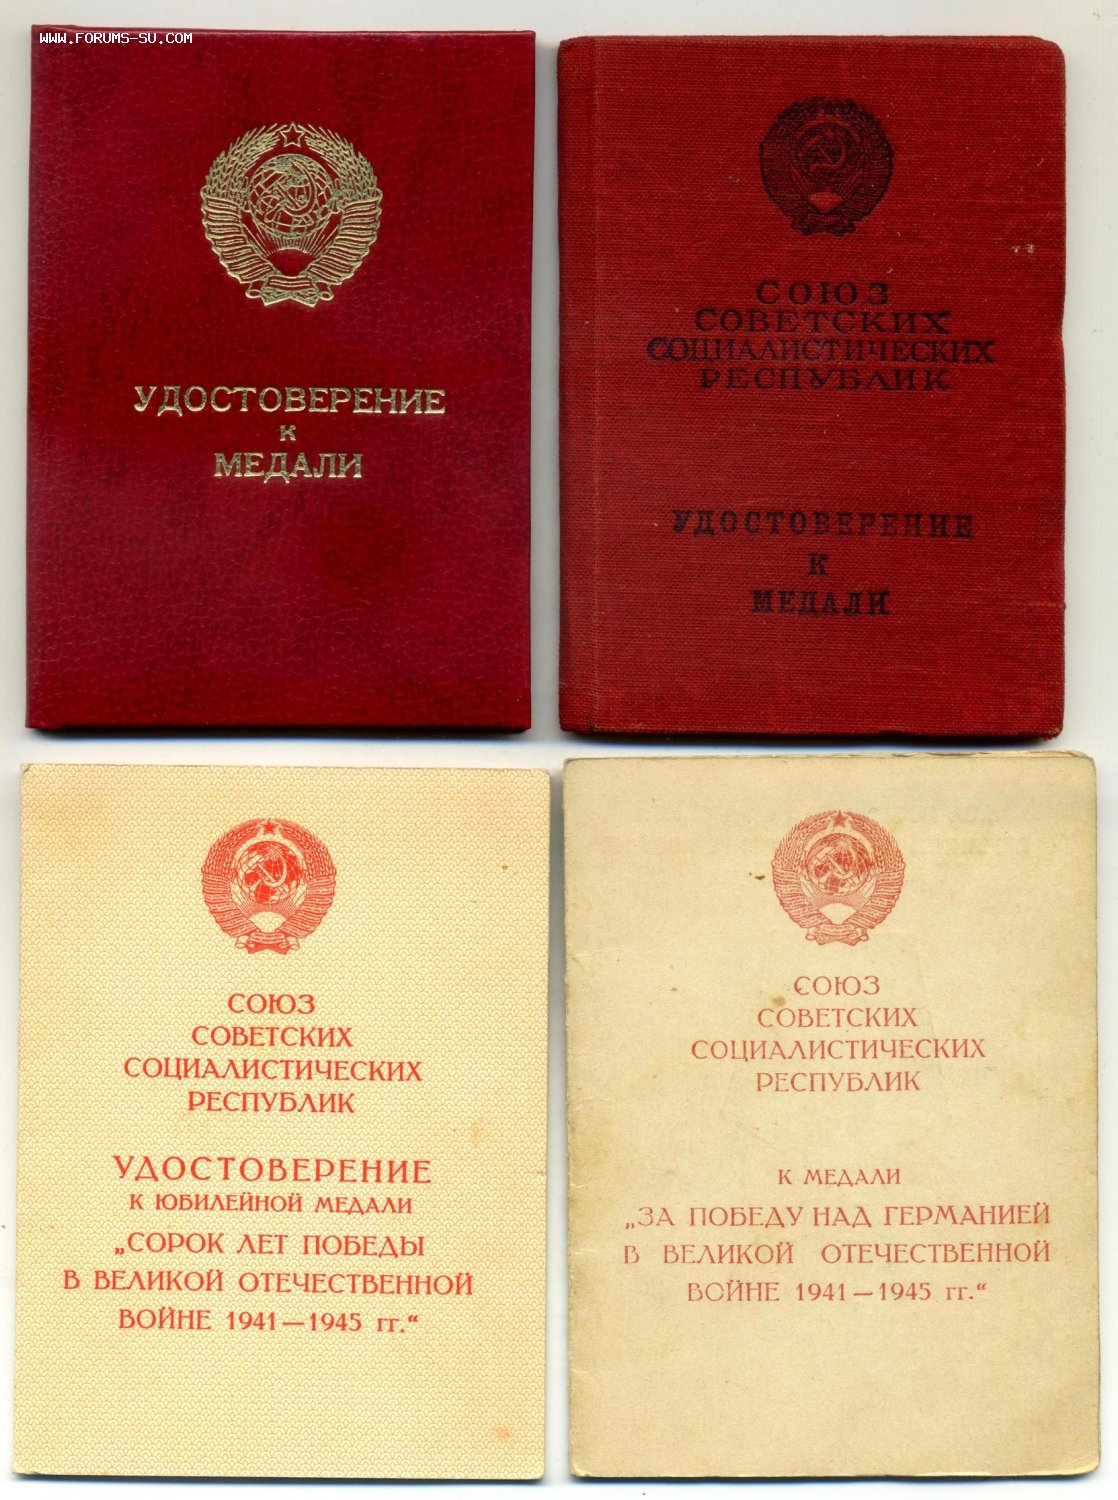 www.forums-su.com
УДОСТОВЕРЕНИЕ
К
МЕДАЛИ
СОЮЗ
СОВЕТСКИХ
СОЦИАЛИСТИЧЕСКИХ
РЕСПУБЛИК
УДОСТОВЕРЕНИЕ
К
МЕДАЛИ
СОЮЗ
СОВЕТСКИХ
СОЦИАЛИСТИЧЕСКИХ
РЕСПУБЛИК
УДОСТОВЕРЕНИЕ
К ЮБИЛЕЙНОЙ МЕДАЛИ
„СОРОК ЛЕТ ПОБЕДЫ
В ВЕЛИКОЙ ОТЕЧЕСТВЕННОЙ
ВОЙНЕ 1941—1945 гг.“
СОЮЗ
СОВЕТСКИХ
СОЦИАЛИСТИЧЕСКИХ
РЕСПУБЛИК
К МЕДАЛИ
„ЗА ПОБЕДУ НАД ГЕРМАНИЕЙ
В ВЕЛИКОЙ ОТЕЧЕСТВЕННОЙ
ВОЙНЕ 1941—1945 гг.“